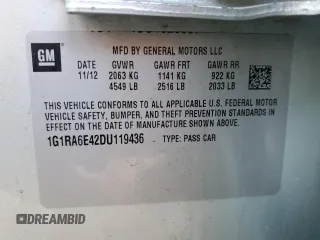 GM
MFD BY GENERAL MOTORS LLC
DATE GVWR GAWR FRT GAWR RR
11/12 2063 KG 1141 KG 922 KG
4549 LB 2516 LB 2033 LB
THIS VEHICLE CONFORMS TO ALL APPLICABLE U.S. FEDERAL MOTOR
VEHICLE SAFETY, BUMPER, AND THEFT PREVENTION STANDARDS IN
EFFECT ON THE DATE OF MANUFACTURE SHOWN ABOVE.
1G1RA6E42DU119436 TYPE: PASS CAR
DREAMBID